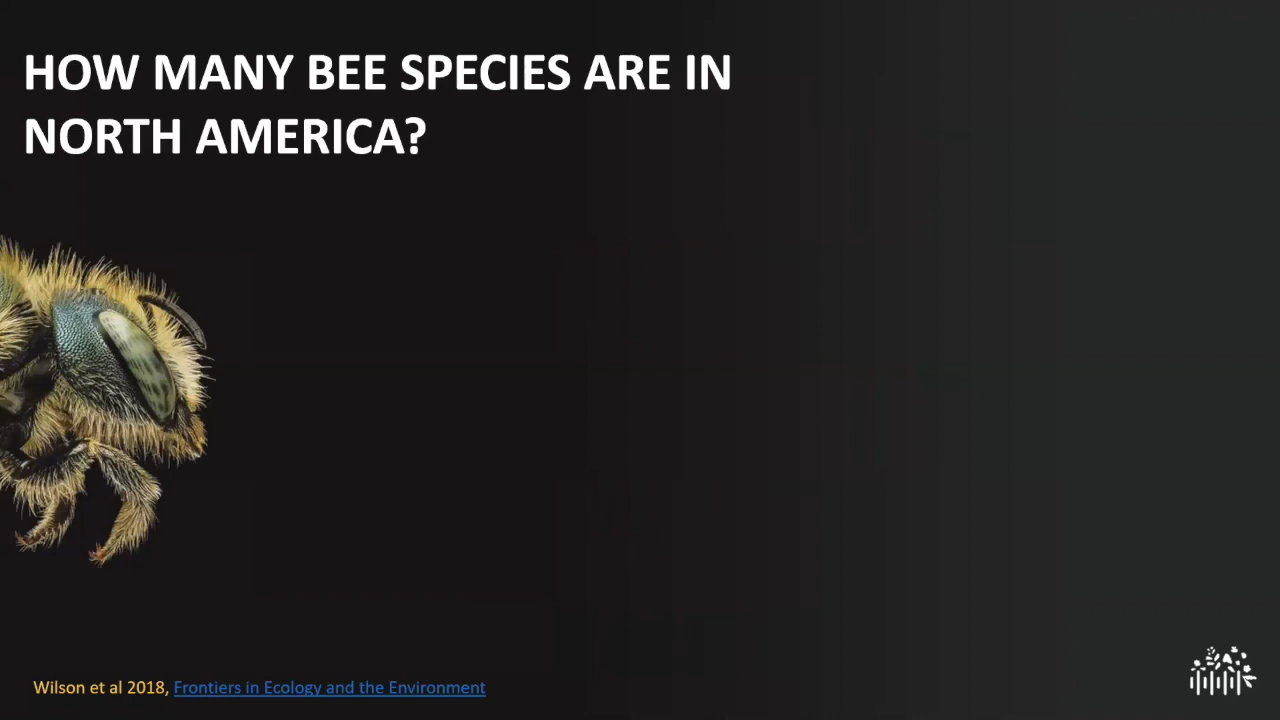 HOW MANY BEE SPECIES ARE IN
NORTH AMERICA?
Wilson et al 2018, Frontiers in Ecology and the Environment